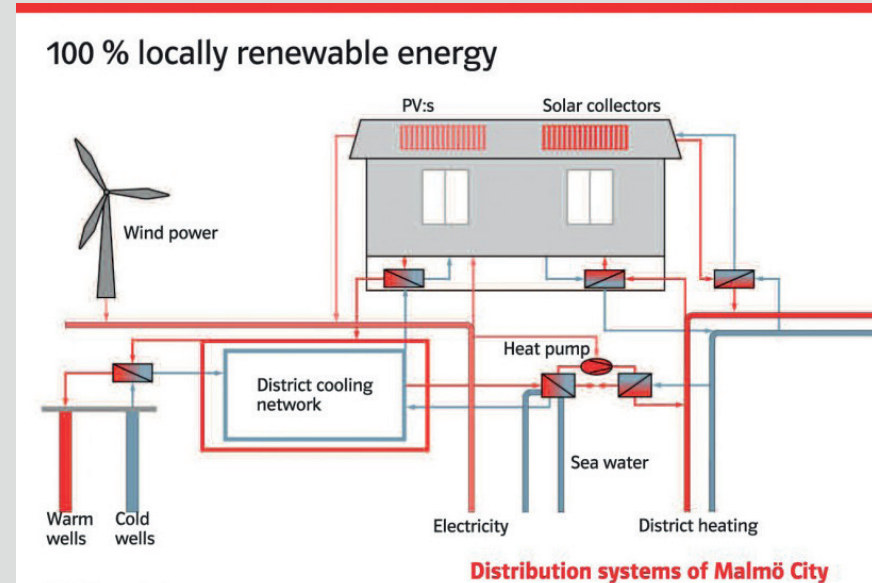 100 % locally renewable energy
PV:s
Solar collectors
Wind power
Heat pump
District cooling
network
Sea water
Warm
wells
Cold
wells
Electricity
District heating
Distribution systems of Malmö City